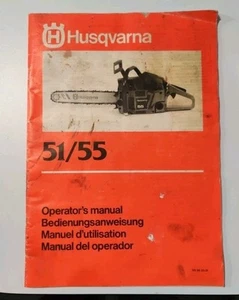 Husqvarna
51/55
Operator's manual
Bedienungsanweisung
Manuel d'utilisation
Manual del operador